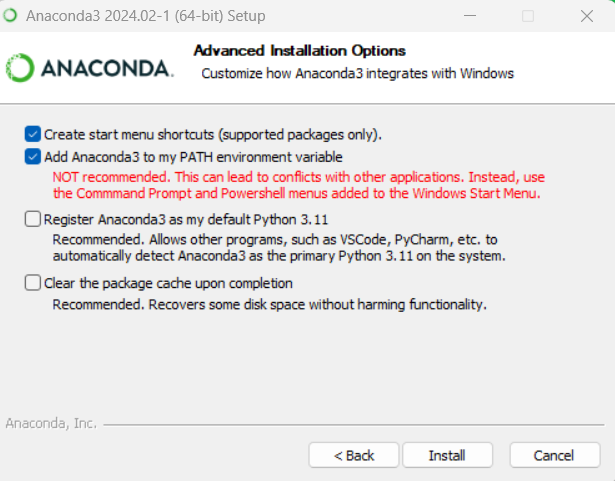 Anaconda3 2024.02-1 (64-bit) Setup
ANACONDA.
Advanced Installation Options
Customize how Anaconda3 integrates with Windows
Create start menu shortcuts (supported packages only).
Add Anaconda3 to my PATH environment variable
NOT recommended. This can lead to conflicts with other applications. Instead, use
the Commmand Prompt and Powershell menus added to the Windows Start Menu.
Register Anaconda3 as my default Python 3.11
Recommended. Allows other programs, such as VSCode, PyCharm, etc. to
automatically detect Anaconda3 as the primary Python 3.11 on the system.
Clear the package cache upon completion
Recommended. Recovers some disk space without harming functionality.
Anaconda, Inc.
< Back
Install
Cancel